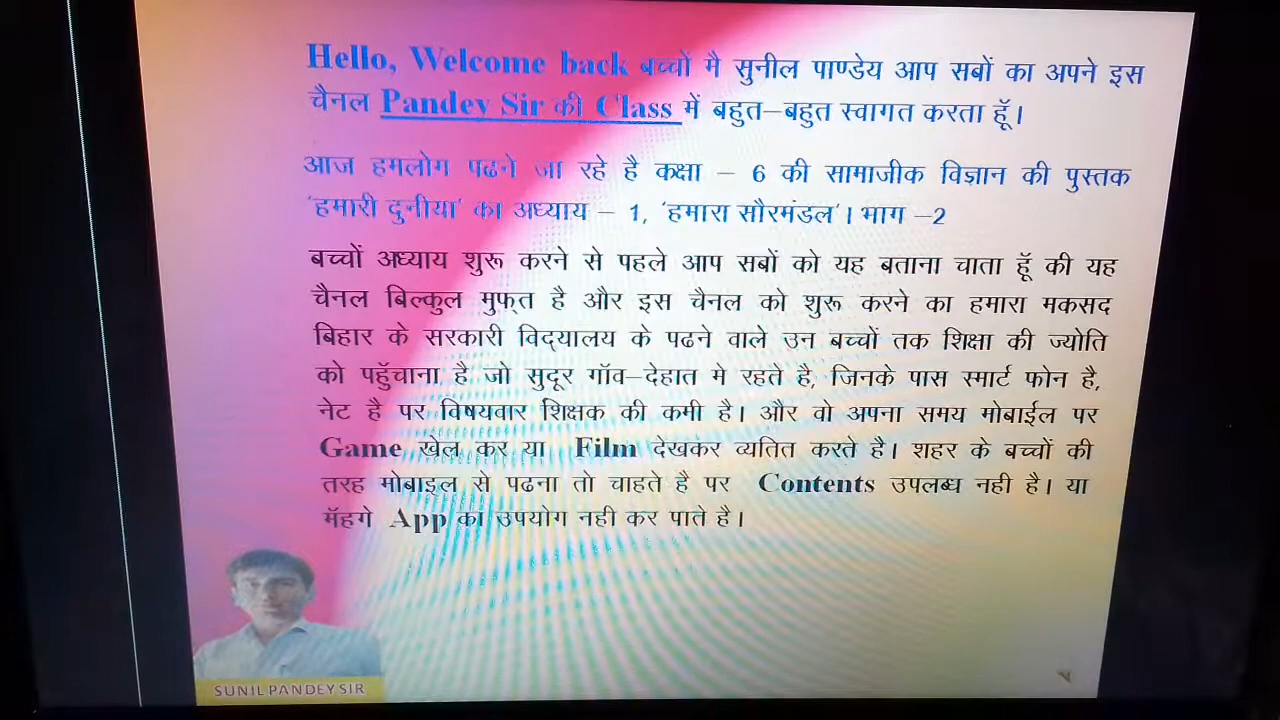 Hello, Welcome back बच्चों मै सुनील पाण्डेय आप सबों का अपने इस
चैनल Pandey Sir की Class में बहुत–बहुत स्वागत करता हूॅं।
आज हमलोग पढने जा रहे है कक्षा – 6 की सामाजीक विज्ञान की पुस्तक
'हमारी दुनीया' का अध्याय – 1, 'हमारा सौरमंडल'। भाग –2
बच्चों अध्याय शुरू करने से पहले आप सबों को यह बताना चाता हूॅं की यह
चैनल बिल्कुल मुफ्त है और इस चैनल को शुरू करने का हमारा मकसद
बिहार के सरकारी विद्यालय के पढने वाले उन बच्चों तक शिक्षा की ज्योति
को पहुॅचाना है जो सुदूर गॉव–देहात मे रहते है, जिनके पास स्मार्ट फोन है,
नेट है पर विषयवार शिक्षक की कमी है। और वो अपना समय मोबाईल पर
Game खेल कर या Film देखकर व्यतित करते है। शहर के बच्चों की
तरह मोबाइल से पढना तो चाहते है पर Contents उपलब्ध नही है। या
मॅहगे App का उपयोग नही कर पाते है।
SUNIL PANDEY SIR